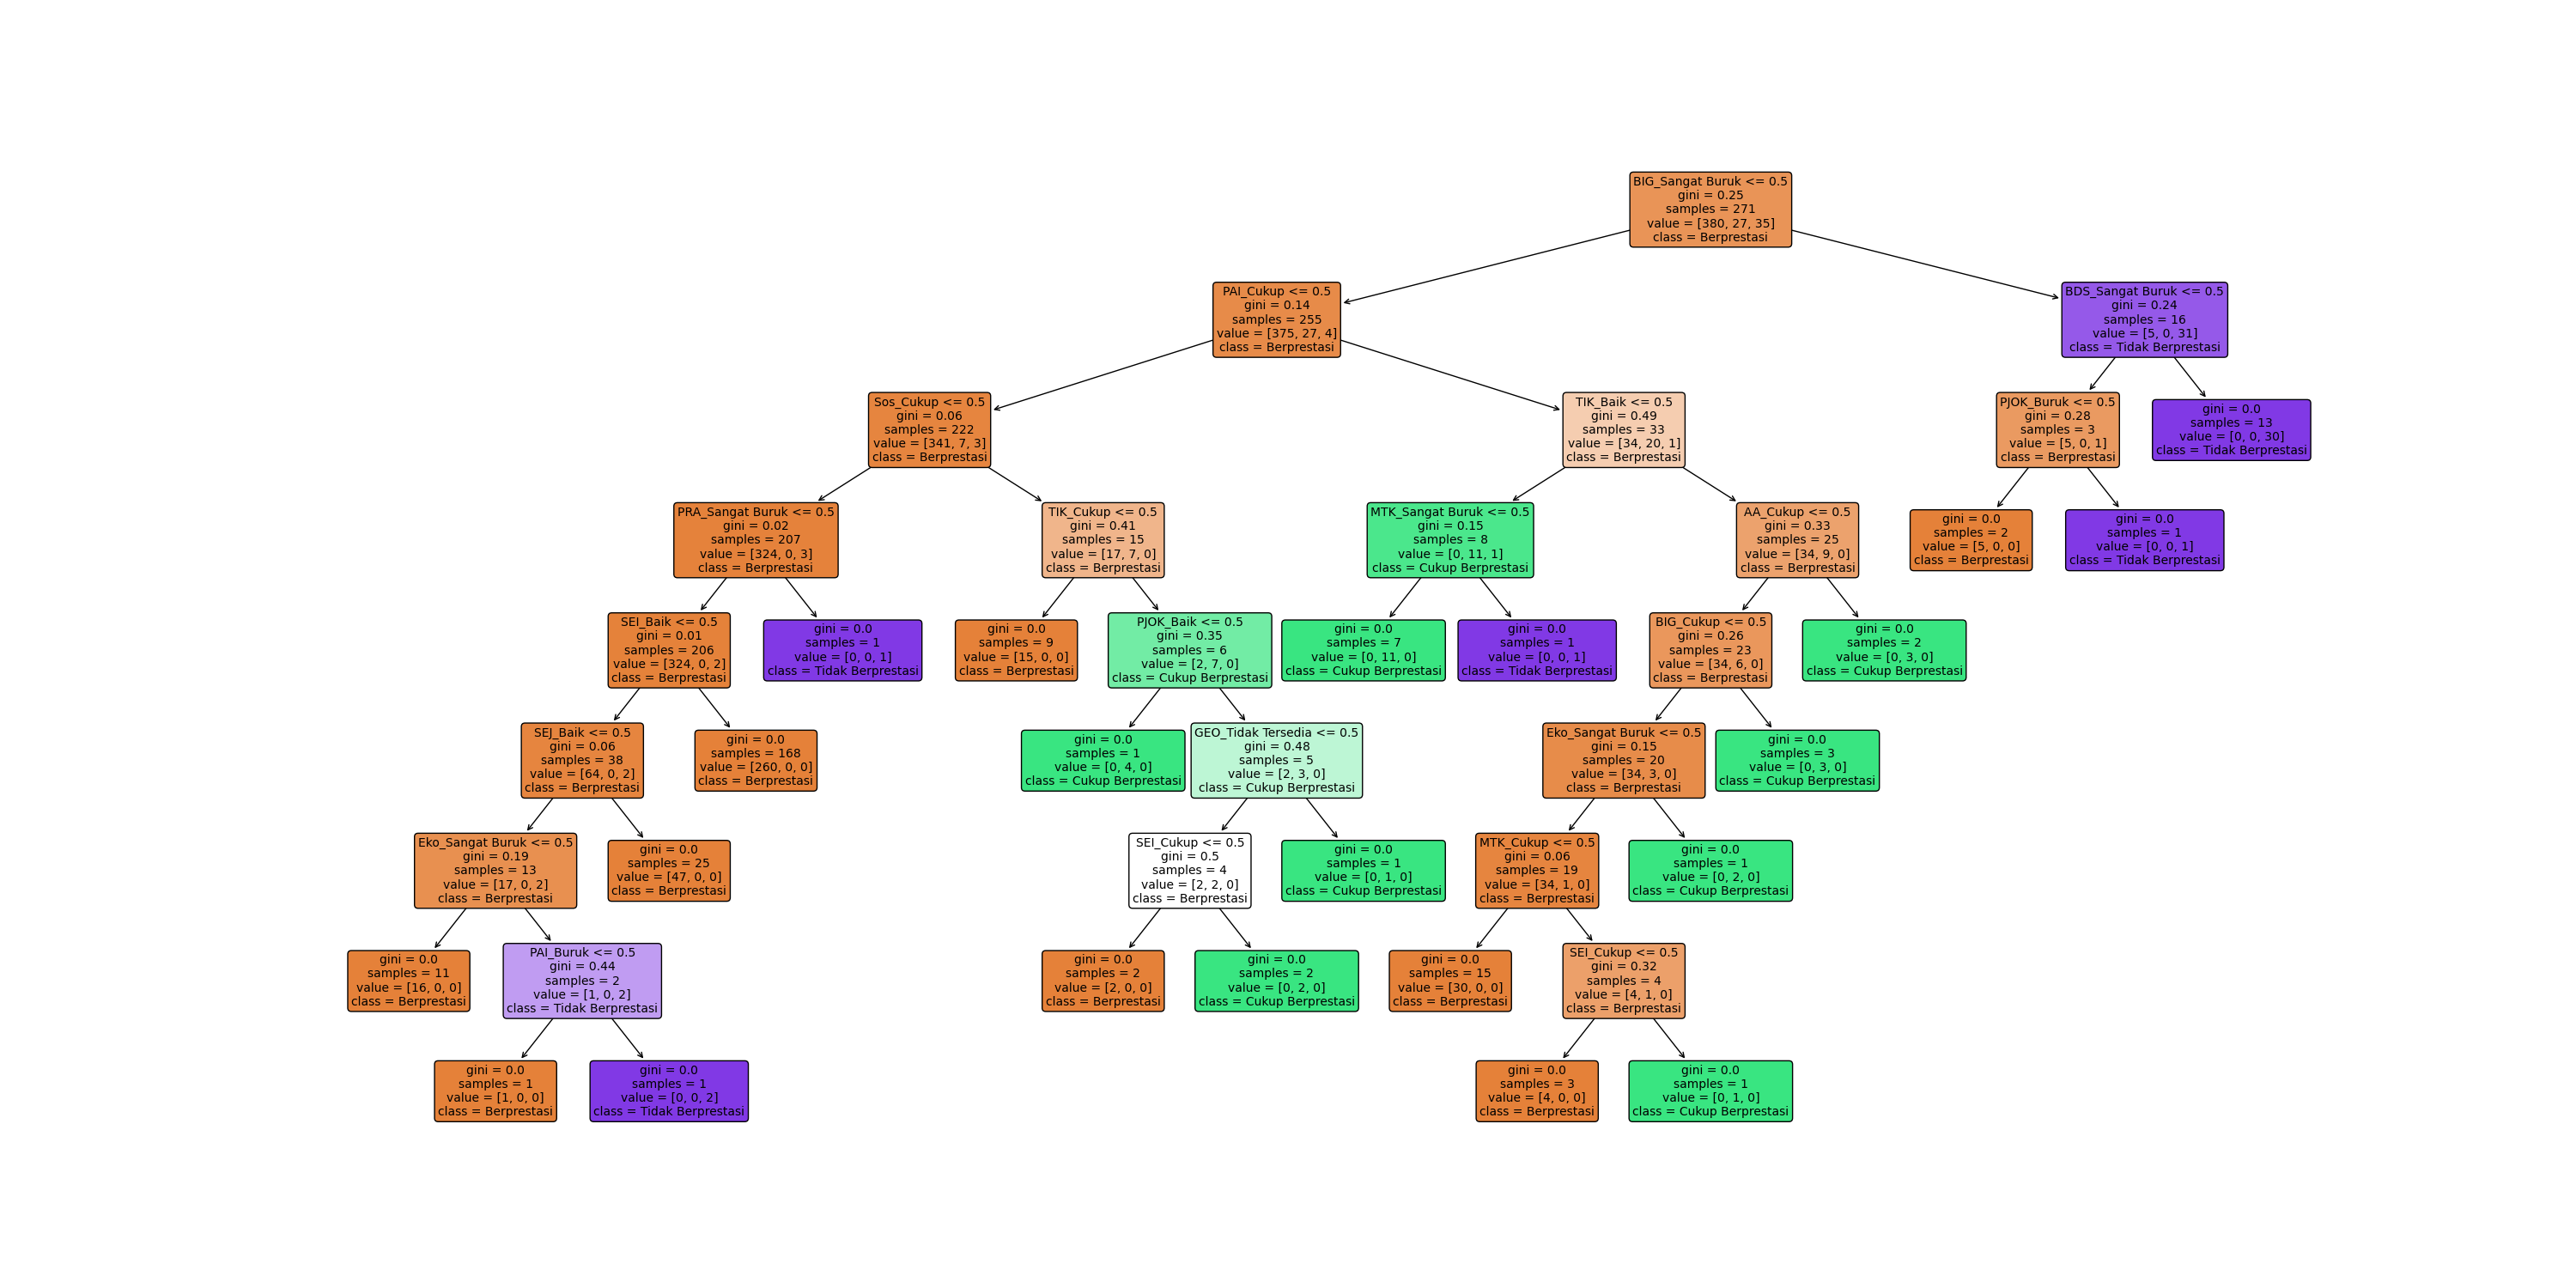 BIG_Sangat Buruk <= 0.5
gini = 0.25
samples = 271
value = [380, 27, 35]
class = Berprestasi
PAI_Cukup <= 0.5
gini = 0.14
samples = 255
value = [375, 27, 4]
class = Berprestasi
BDS_Sangat Buruk <= 0.5
gini = 0.24
samples = 16
value = [5, 0, 31]
class = Tidak Berprestasi
Sos_Cukup <= 0.5
gini = 0.06
samples = 222
value = [341, 7, 3]
class = Berprestasi
TIK_Baik <= 0.5
gini = 0.49
samples = 33
value = [34, 20, 1]
class = Berprestasi
PJOK_Buruk <= 0.5
gini = 0.28
samples = 3
value = [5, 0, 1]
class = Berprestasi
gini = 0.0
samples = 13
value = [0, 0, 30]
class = Tidak Berprestasi
PRA_Sangat Buruk <= 0.5
gini = 0.02
samples = 207
value = [324, 0, 3]
class = Berprestasi
TIK_Cukup <= 0.5
gini = 0.41
samples = 15
value = [17, 7, 0]
class = Berprestasi
MTK_Sangat Buruk <= 0.5
gini = 0.15
samples = 8
value = [0, 11, 1]
class = Cukup Berprestasi
AA_Cukup <= 0.5
gini = 0.33
samples = 25
value = [34, 9, 0]
class = Berprestasi
gini = 0.0
samples = 2
value = [5, 0, 0]
class = Berprestasi
gini = 0.0
samples = 1
value = [0, 0, 1]
class = Tidak Berprestasi
SEI_Baik <= 0.5
gini = 0.01
samples = 206
value = [324, 0, 2]
class = Berprestasi
gini = 0.0
samples = 1
value = [0, 0, 1]
class = Tidak Berprestasi
gini = 0.0
samples = 9
value = [15, 0, 0]
class = Berprestasi
PJOK_Baik <= 0.5
gini = 0.35
samples = 6
value = [2, 7, 0]
class = Cukup Berprestasi
gini = 0.0
samples = 7
value = [0, 11, 0]
class = Cukup Berprestasi
gini = 0.0
samples = 1
value = [0, 0, 1]
class = Tidak Berprestasi
BIG_Cukup <= 0.5
gini = 0.26
samples = 23
value = [34, 6, 0]
class = Berprestasi
gini = 0.0
samples = 2
value = [0, 3, 0]
class = Cukup Berprestasi
SEJ_Baik <= 0.5
gini = 0.06
samples = 38
value = [64, 0, 2]
class = Berprestasi
gini = 0.0
samples = 168
value = [260, 0, 0]
class = Berprestasi
gini = 0.0
samples = 1
value = [0, 4, 0]
class = Cukup Berprestasi
GEO_Tidak Tersedia <= 0.5
gini = 0.48
samples = 5
value = [2, 3, 0]
class = Cukup Berprestasi
Eko_Sangat Buruk <= 0.5
gini = 0.15
samples = 20
value = [34, 3, 0]
class = Berprestasi
gini = 0.0
samples = 3
value = [0, 3, 0]
class = Cukup Berprestasi
Eko_Sangat Buruk <= 0.5
gini = 0.19
samples = 13
value = [17, 0, 2]
class = Berprestasi
gini = 0.0
samples = 25
value = [47, 0, 0]
class = Berprestasi
SEI_Cukup <= 0.5
gini = 0.5
samples = 4
value = [2, 2, 0]
class = Berprestasi
gini = 0.0
samples = 1
value = [0, 1, 0]
class = Cukup Berprestasi
MTK_Cukup <= 0.5
gini = 0.06
samples = 19
value = [34, 1, 0]
class = Berprestasi
gini = 0.0
samples = 1
value = [0, 2, 0]
class = Cukup Berprestasi
gini = 0.0
samples = 11
value = [16, 0, 0]
class = Berprestasi
PAI_Buruk <= 0.5
gini = 0.44
samples = 2
value = [1, 0, 2]
class = Tidak Berprestasi
gini = 0.0
samples = 2
value = [2, 0, 0]
class = Berprestasi
gini = 0.0
samples = 2
value = [0, 2, 0]
class = Cukup Berprestasi
gini = 0.0
samples = 15
value = [30, 0, 0]
class = Berprestasi
SEI_Cukup <= 0.5
gini = 0.32
samples = 4
value = [4, 1, 0]
class = Berprestasi
gini = 0.0
samples = 1
value = [1, 0, 0]
class = Berprestasi
gini = 0.0
samples = 1
value = [0, 0, 2]
class = Tidak Berprestasi
gini = 0.0
samples = 3
value = [4, 0, 0]
class = Berprestasi
gini = 0.0
samples = 1
value = [0, 1, 0]
class = Cukup Berprestasi